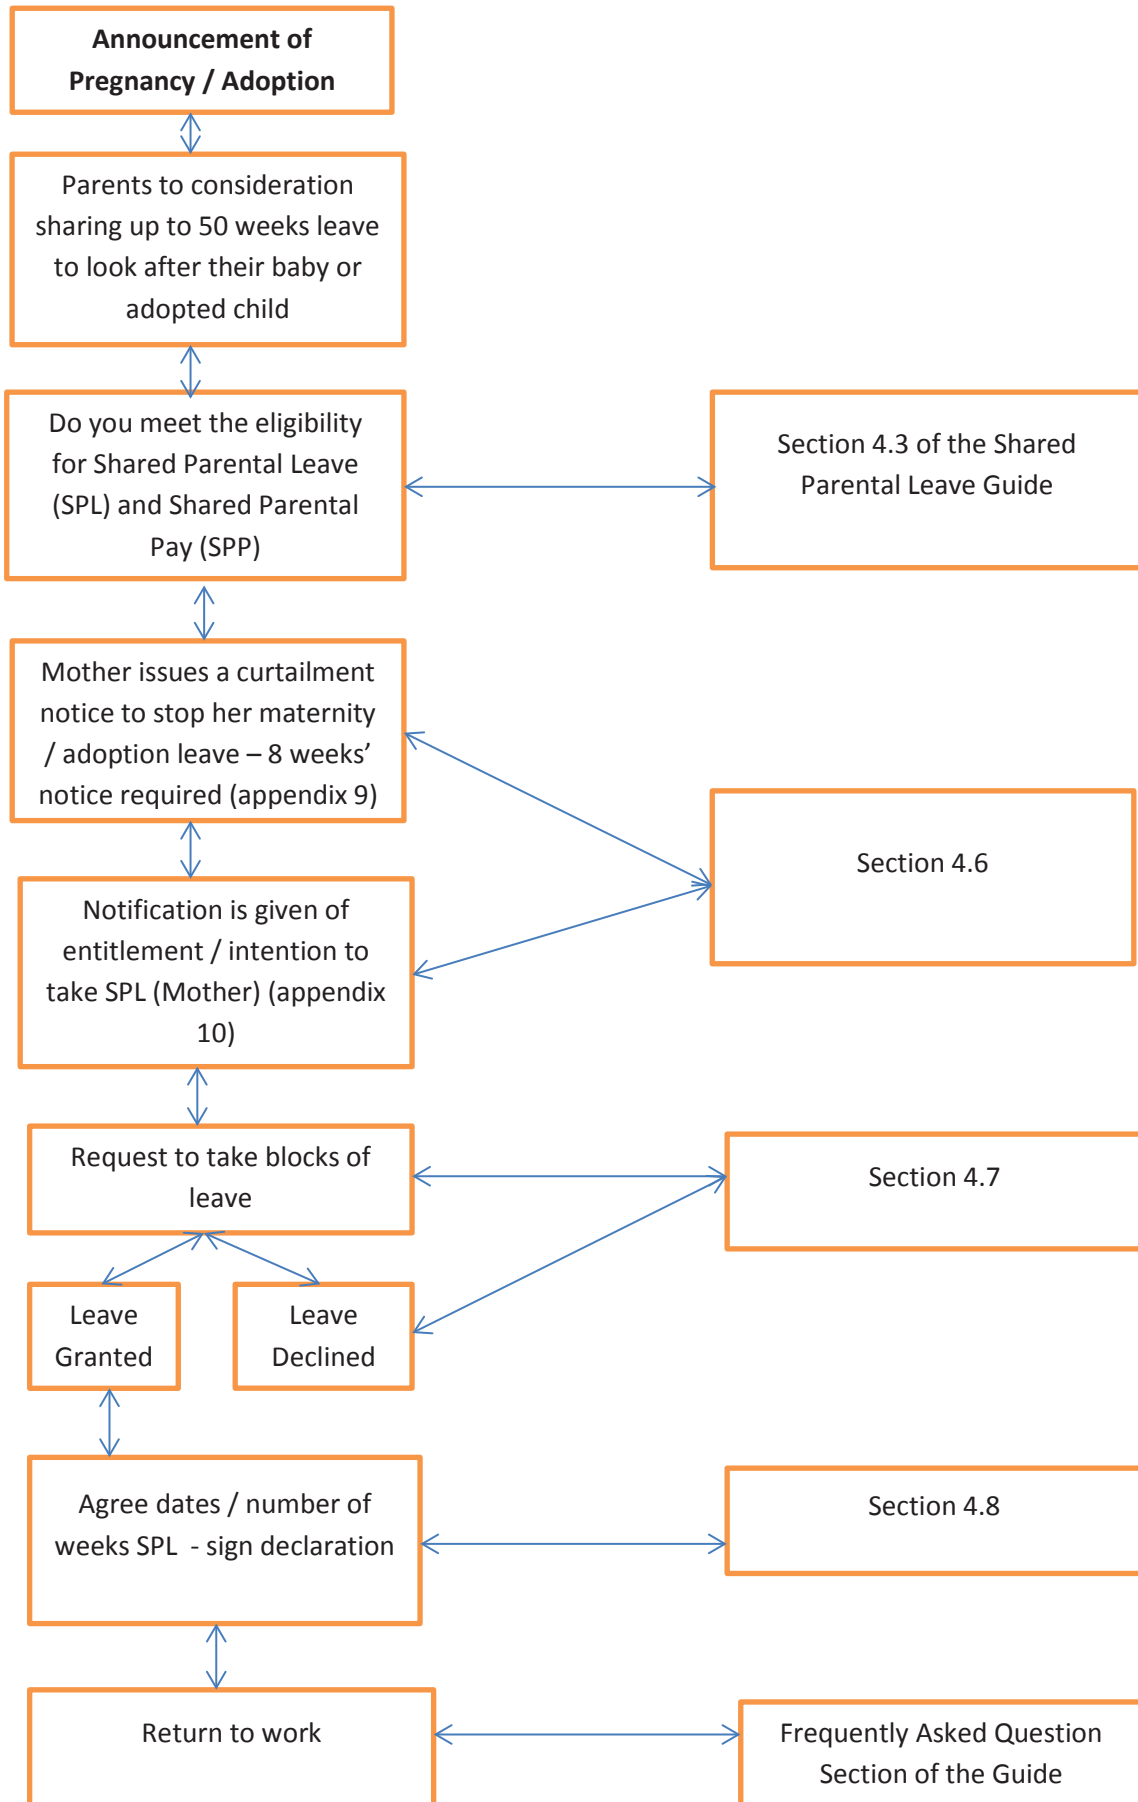 Announcement of
Pregnancy / Adoption
Parents to consideration
sharing up to 50 weeks leave
to look after their baby or
adopted child
Do you meet the eligibility
for Shared Parental Leave
(SPL) and Shared Parental
Pay (SPP)
Section 4.3 of the Shared
Parental Leave Guide
Mother issues a curtailment
notice to stop her maternity
/ adoption leave – 8 weeks’
notice required (appendix 9)
Section 4.6
Notification is given of
entitlement / intention to
take SPL (Mother) (appendix
10)
Request to take blocks of
leave
Section 4.7
Leave
Granted
Leave
Declined
Agree dates / number of
weeks SPL - sign declaration
Section 4.8
Return to work
Frequently Asked Question
Section of the Guide